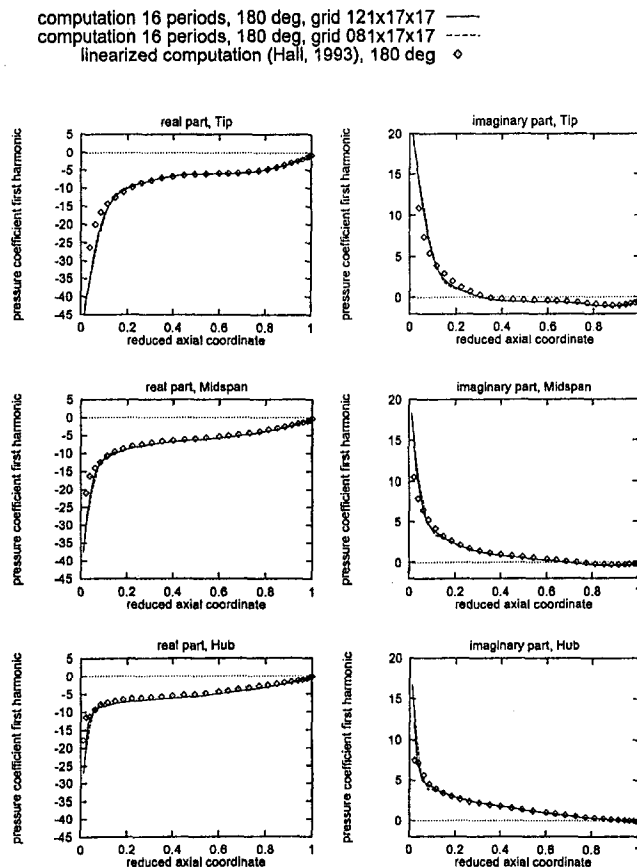 computation 16 periods, 180 deg, grid 121x17x17
computation 16 periods, 180 deg, grid 081x17x17
linearized computation (Hall, 1993), 180 deg
real part, Tip
pressure coefficient first harmonic
5
0
-5
-10
-15
-20
-25
-30
-35
-40
-45
0 0.2 0.4 0.6 0.8 1
reduced axial coordinate
imaginary part, Tip
pressure coefficient first harmonic
20
15
10
5
0
0 0.2 0.4 0.6 0.8 1
reduced axial coordinate
real part, Midspan
pressure coefficient first harmonic
5
0
-5
-10
-15
-20
-25
-30
-35
-40
-45
0 0.2 0.4 0.6 0.8 1
reduced axial coordinate
imaginary part, Midspan
pressure coefficient first harmonic
20
15
10
5
0
0 0.2 0.4 0.6 0.8 1
reduced axial coordinate
real part, Hub
pressure coefficient first harmonic
5
0
-5
-10
-15
-20
-25
-30
-35
-40
-45
0 0.2 0.4 0.6 0.8 1
reduced axial coordinate
imaginary part, Hub
pressure coefficient first harmonic
20
15
10
5
0
0 0.2 0.4 0.6 0.8 1
reduced axial coordinate